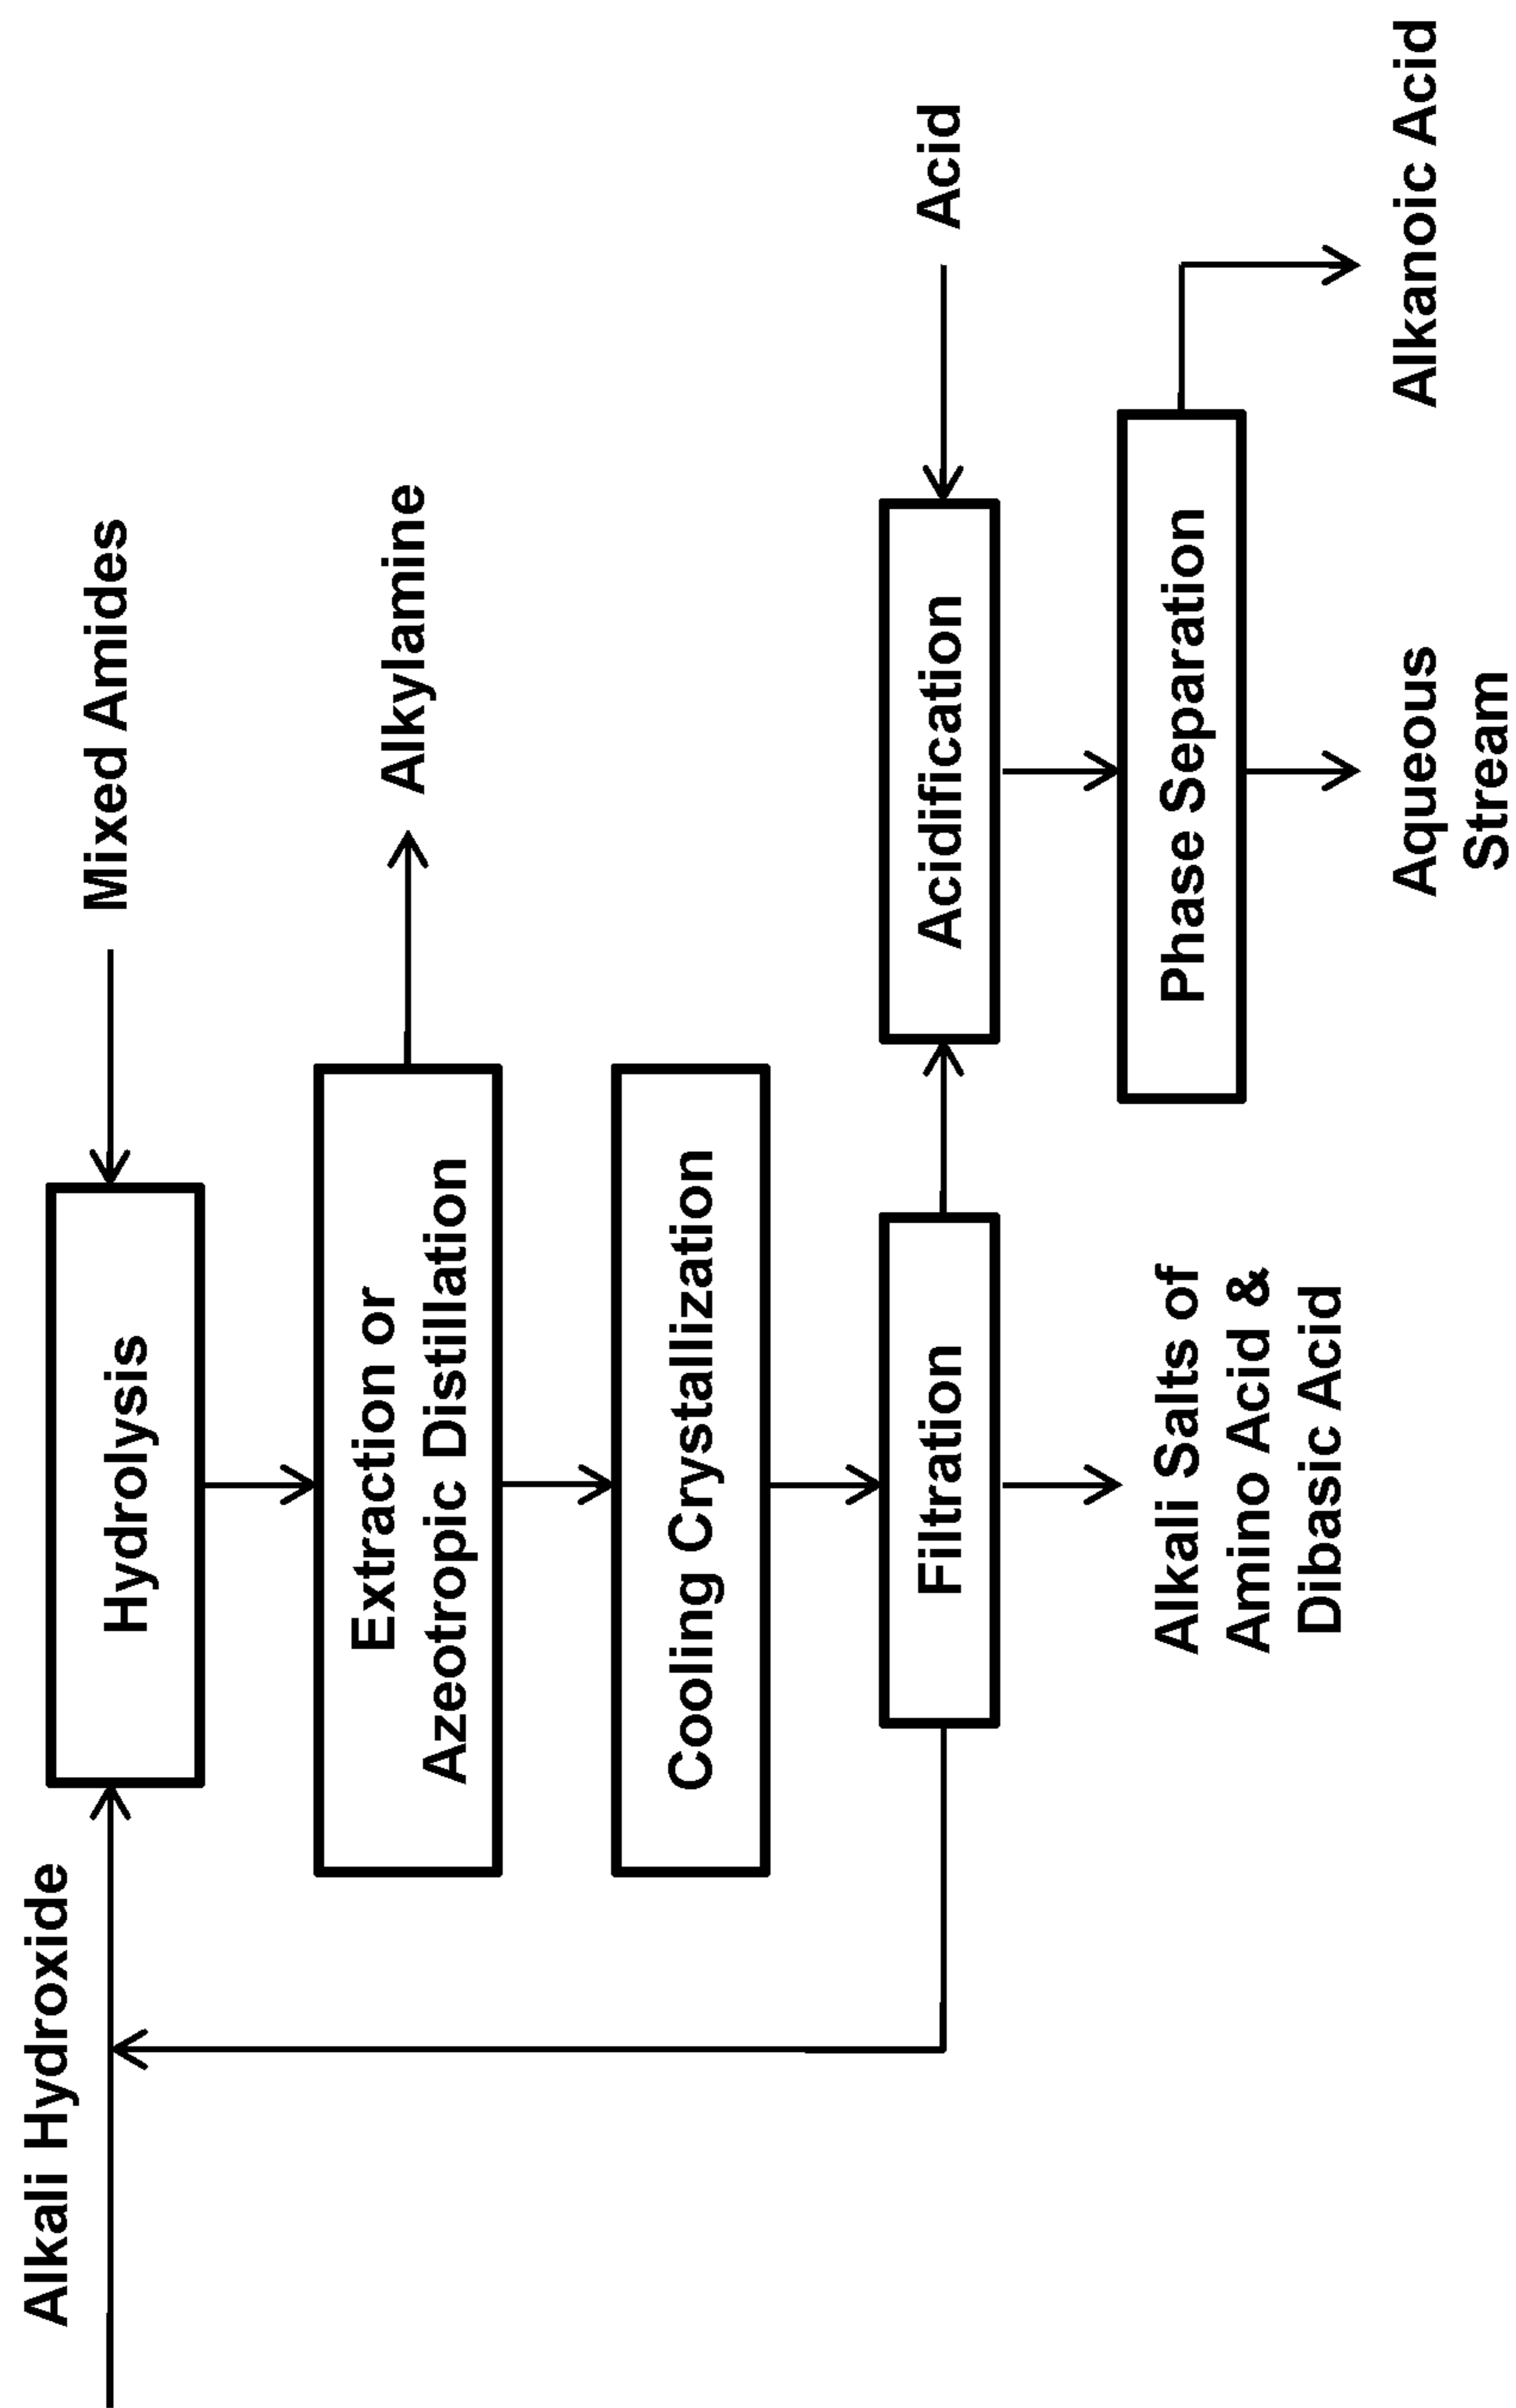 Alkali Hydroxide
Mixed Amides
Hydrolysis
Extraction or
Azeotropic Distillation
Alkylamine
Cooling Crystallization
Filtration
Acidification
Acid
Alkali Salts of
Amino Acid &
Dibasic Acid
Phase Separation
Aqueous
Stream
Alkanoic Acid